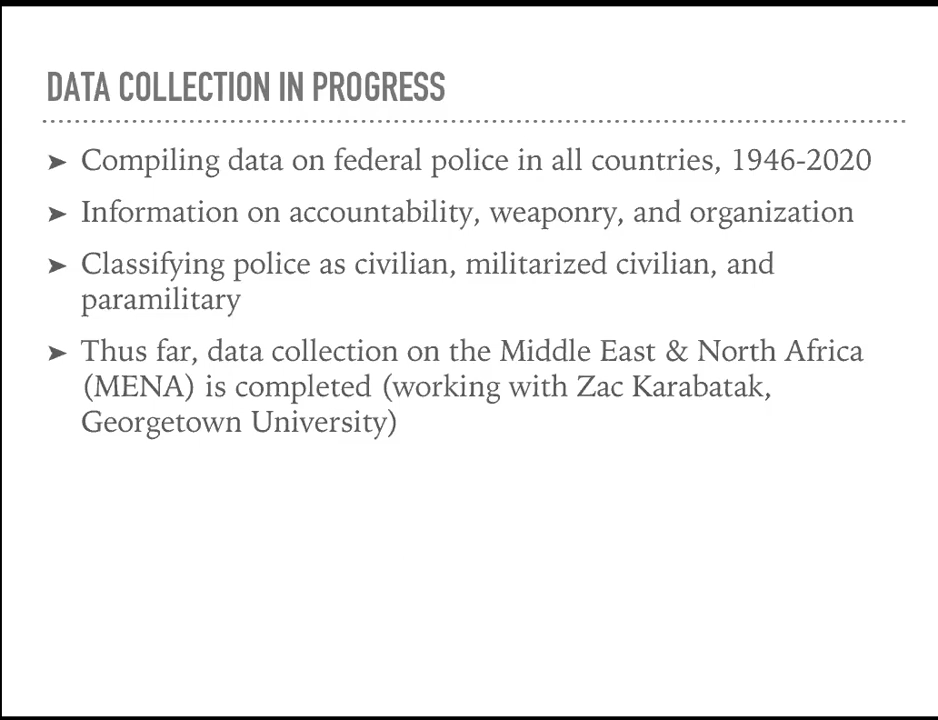 DATA COLLECTION IN PROGRESS
➤ Compiling data on federal police in all countries, 1946-2020
➤ Information on accountability, weaponry, and organization
➤ Classifying police as civilian, militarized civilian, and
paramilitary
➤ Thus far, data collection on the Middle East & North Africa
(MENA) is completed (working with Zac Karabatak,
Georgetown University)